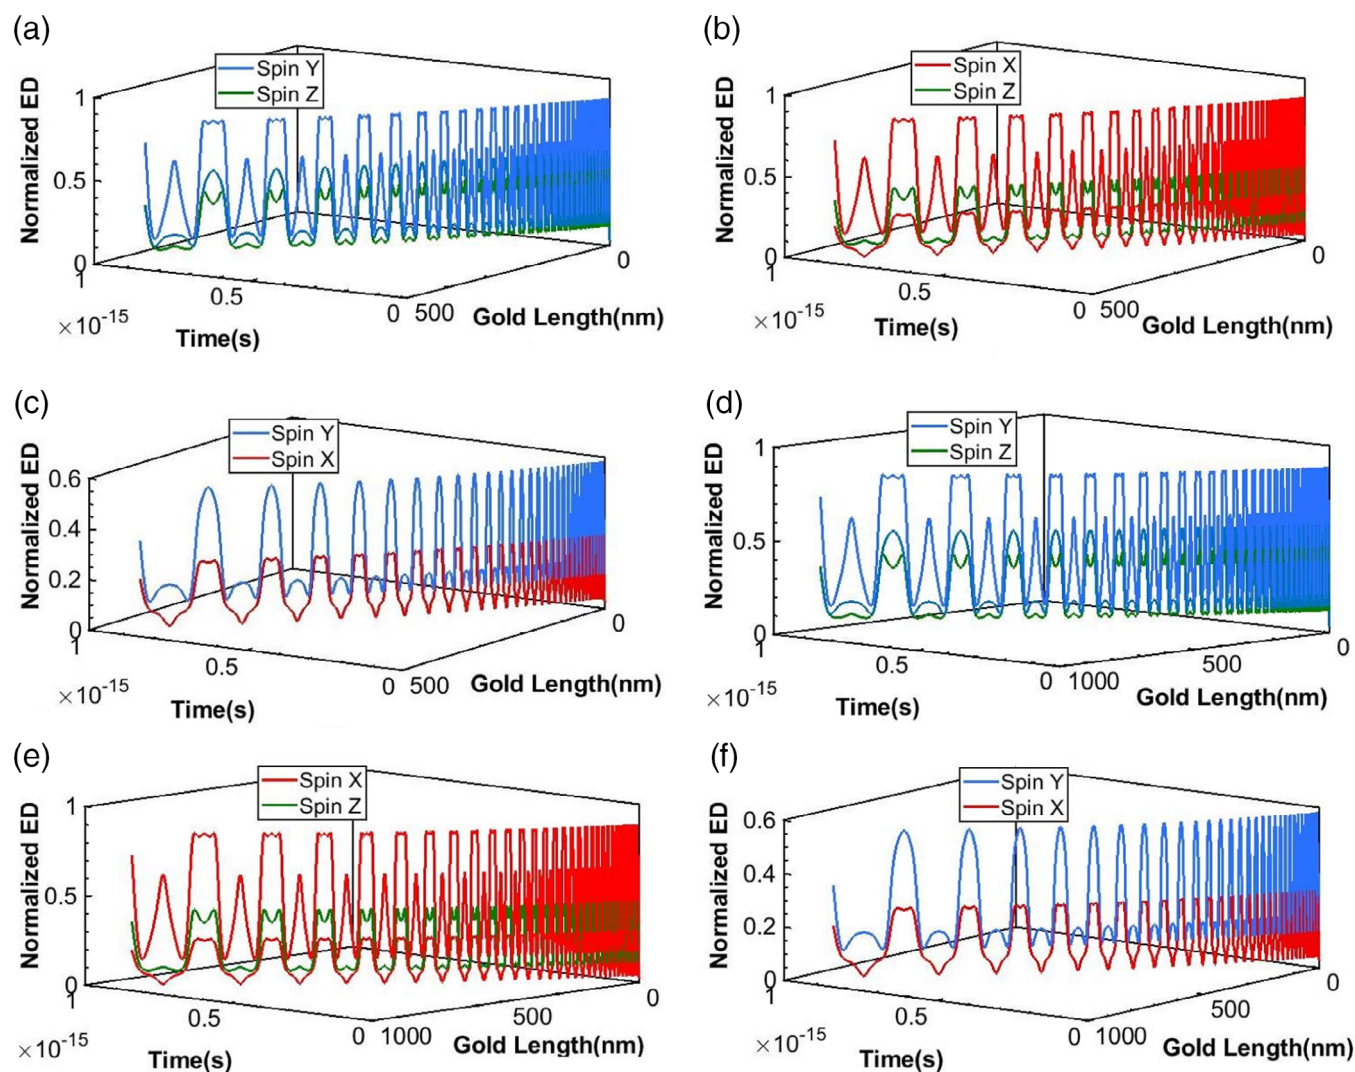 (a)
Spin Y
Spin Z
1
0.5
0
Normalized ED
1
0.5
0
×10-15
Time(s)
500
0
Gold Length(nm)
(b)
Spin X
Spin Z
1
0.5
0
Normalized ED
1
0.5
0
×10-15
Time(s)
500
0
Gold Length(nm)
(c)
Spin Y
Spin X
0.6
0.4
0.2
0
Normalized ED
1
0.5
0
×10-15
Time(s)
500
0
Gold Length(nm)
(d)
Spin Y
Spin Z
1
0.5
0
Normalized ED
1
0.5
0
×10-15
Time(s)
1000
500
0
Gold Length(nm)
(e)
Spin X
Spin Z
1
0.5
0
Normalized ED
1
0.5
0
×10-15
Time(s)
1000
500
0
Gold Length(nm)
(f)
Spin Y
Spin X
0.6
0.4
0.2
0
Normalized ED
1
0.5
0
×10-15
Time(s)
1000
500
0
Gold Length(nm)